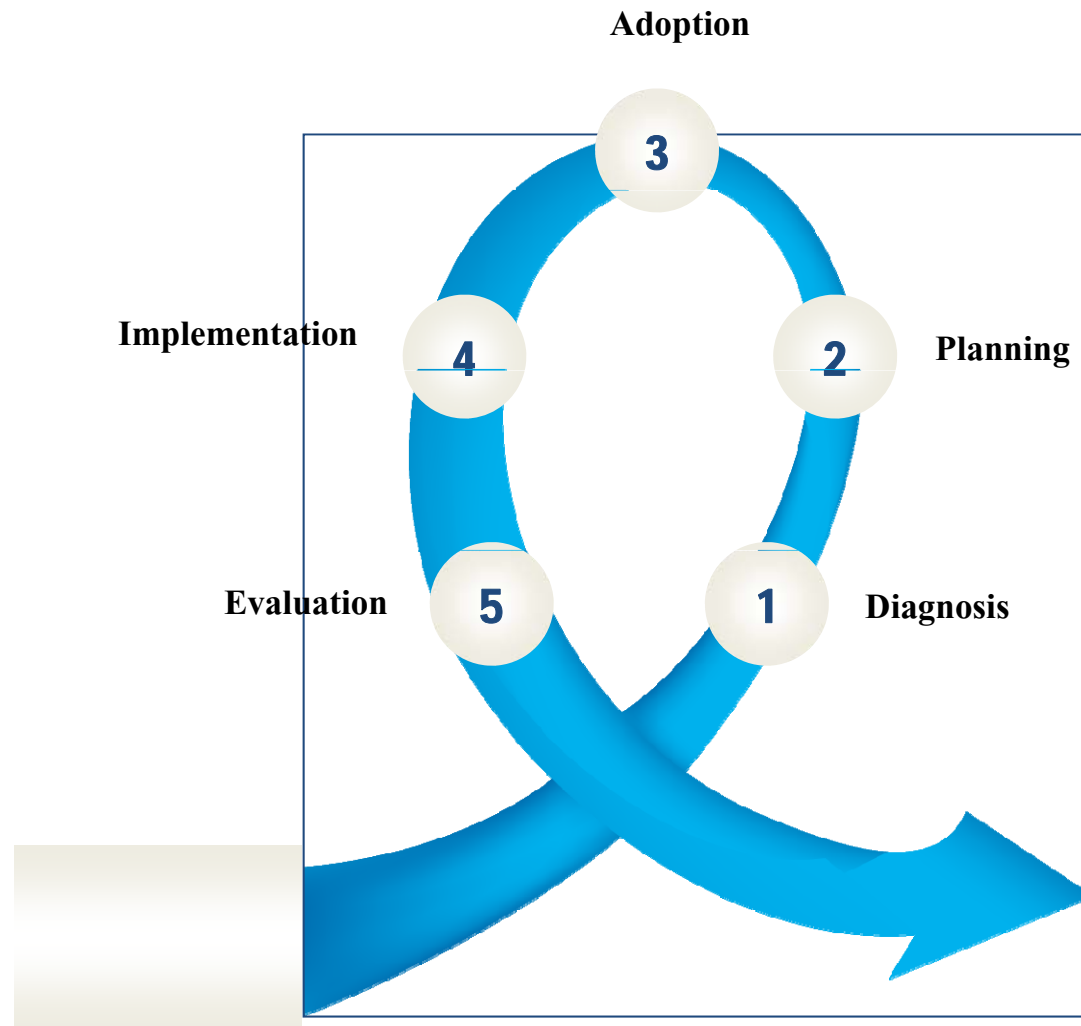 Adoption
3
Implementation
4
2
Planning
Evaluation
5
1
Diagnosis